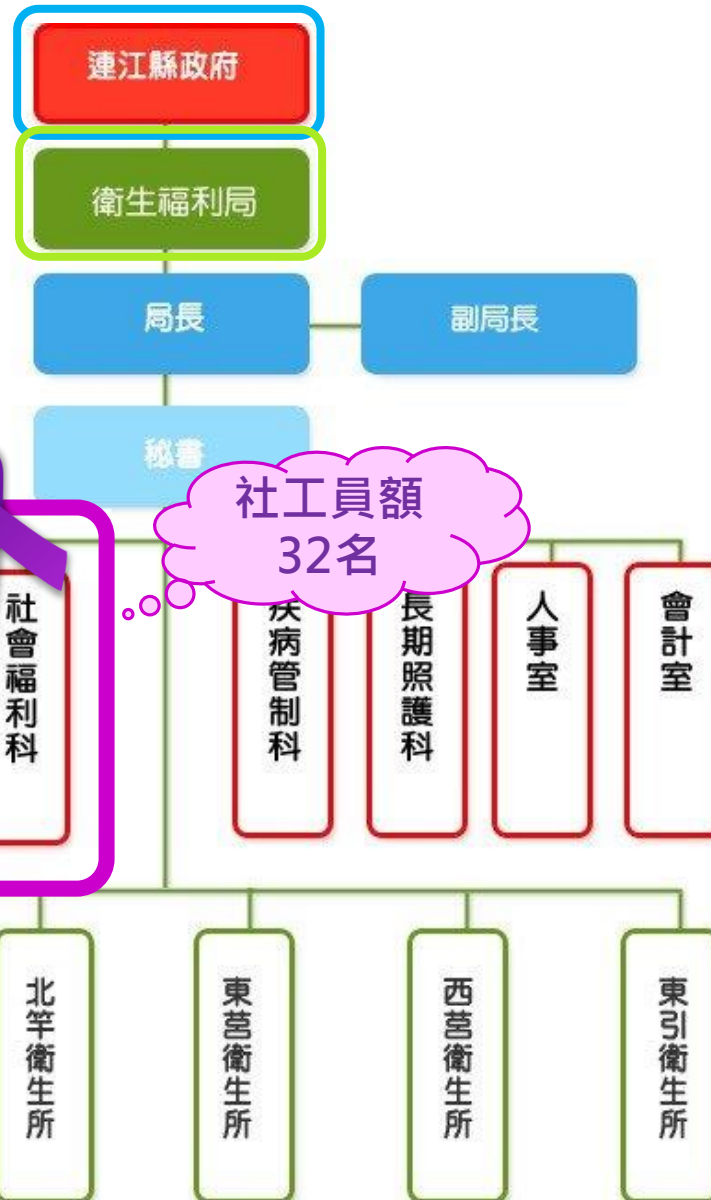 連江縣政府
衛生福利局
局長
副局長
秘書
社工員額
32名
社會福利科
疾病管制科
長期照護科
人事室
會計室
北竿衛生所
東莒衛生所
西莒衛生所
東引衛生所